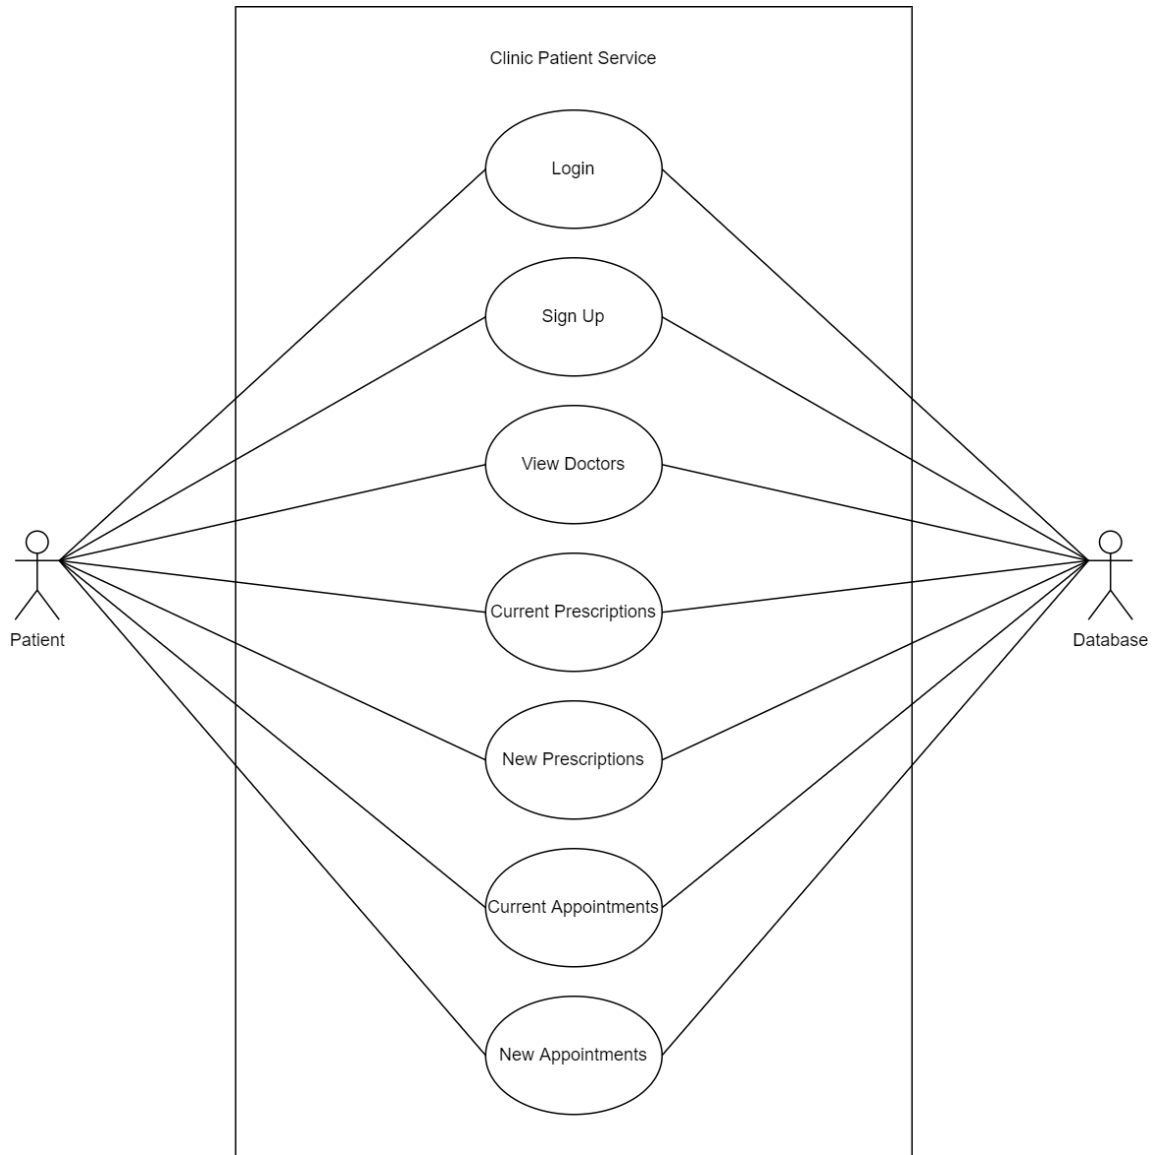 Clinic Patient Service
Login
Sign Up
View Doctors
Current Prescriptions
Patient
Database
New Prescriptions
Current Appointments
New Appointments